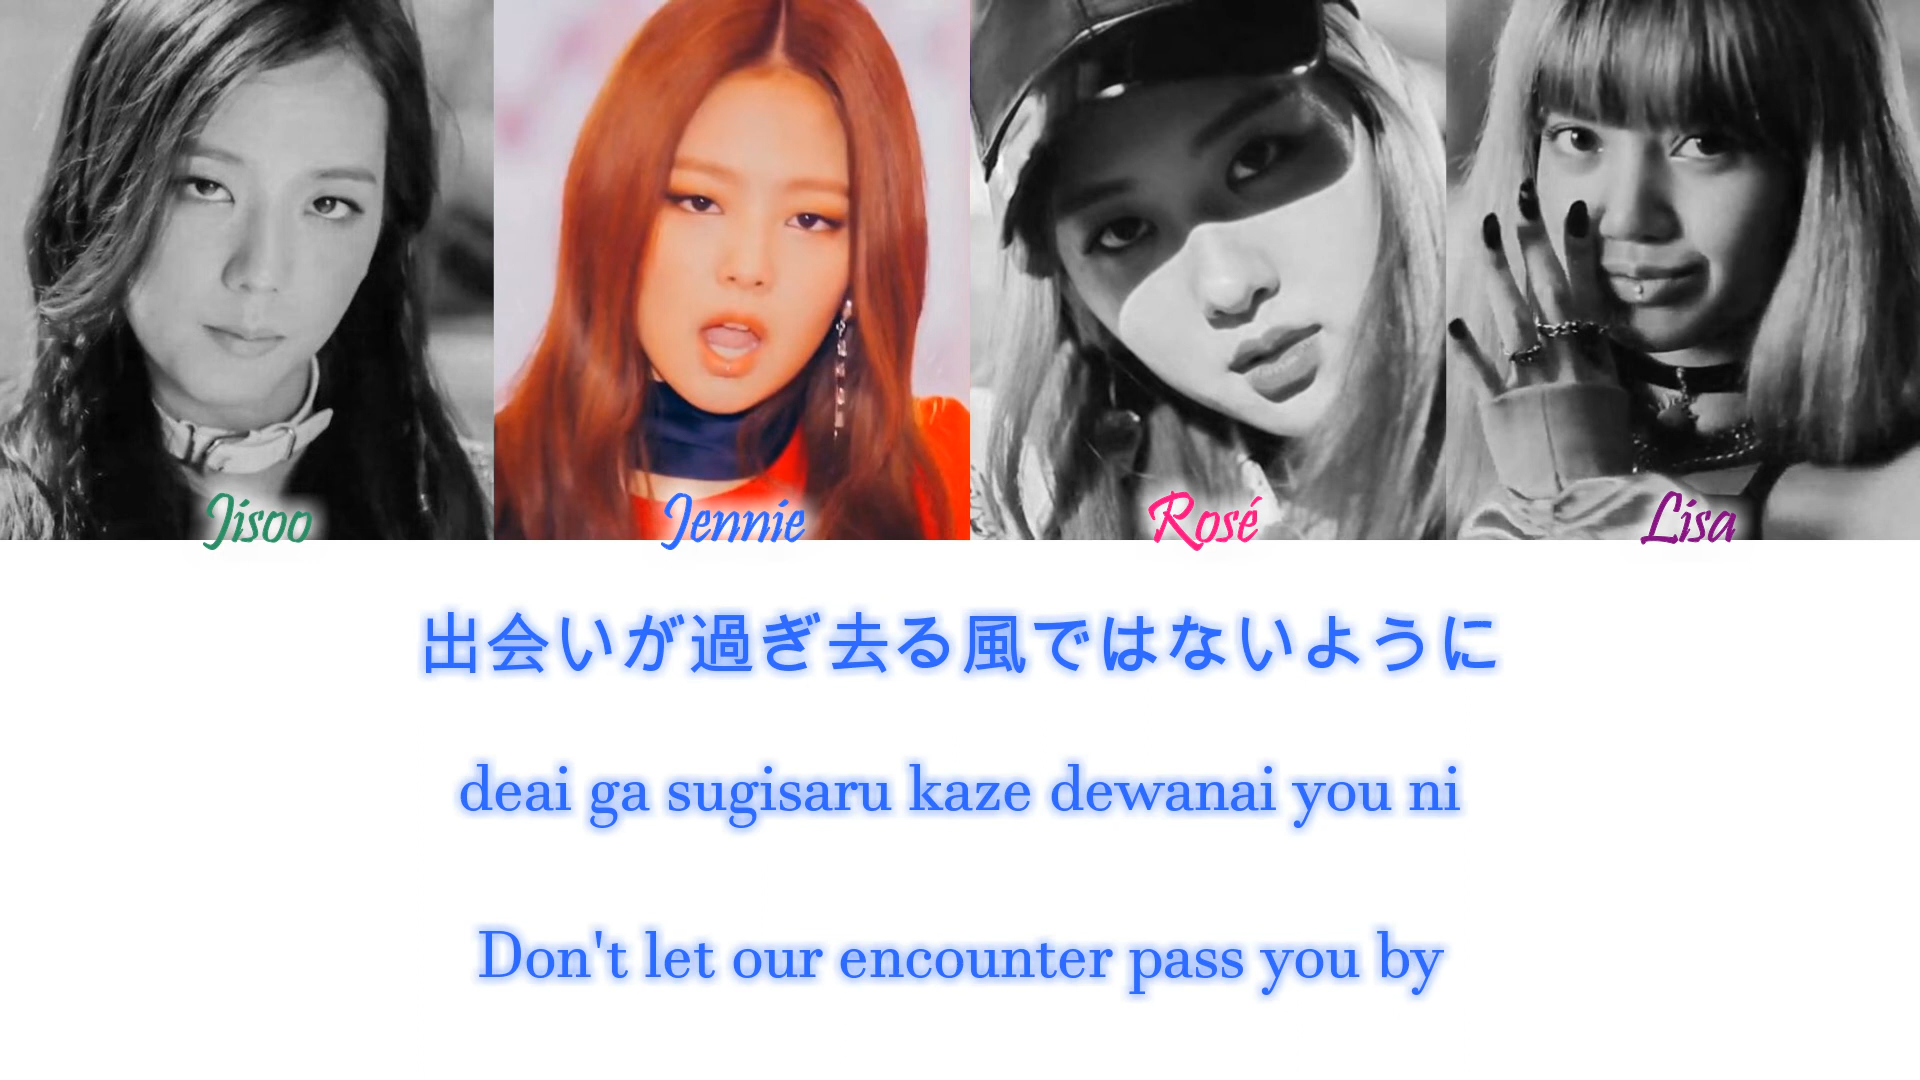 Jisoo Jennie Rosé Lisa
出会いが過ぎ去る風ではないように
deai ga sugisaru kaze dewanai you ni
Don't let our encounter pass you by